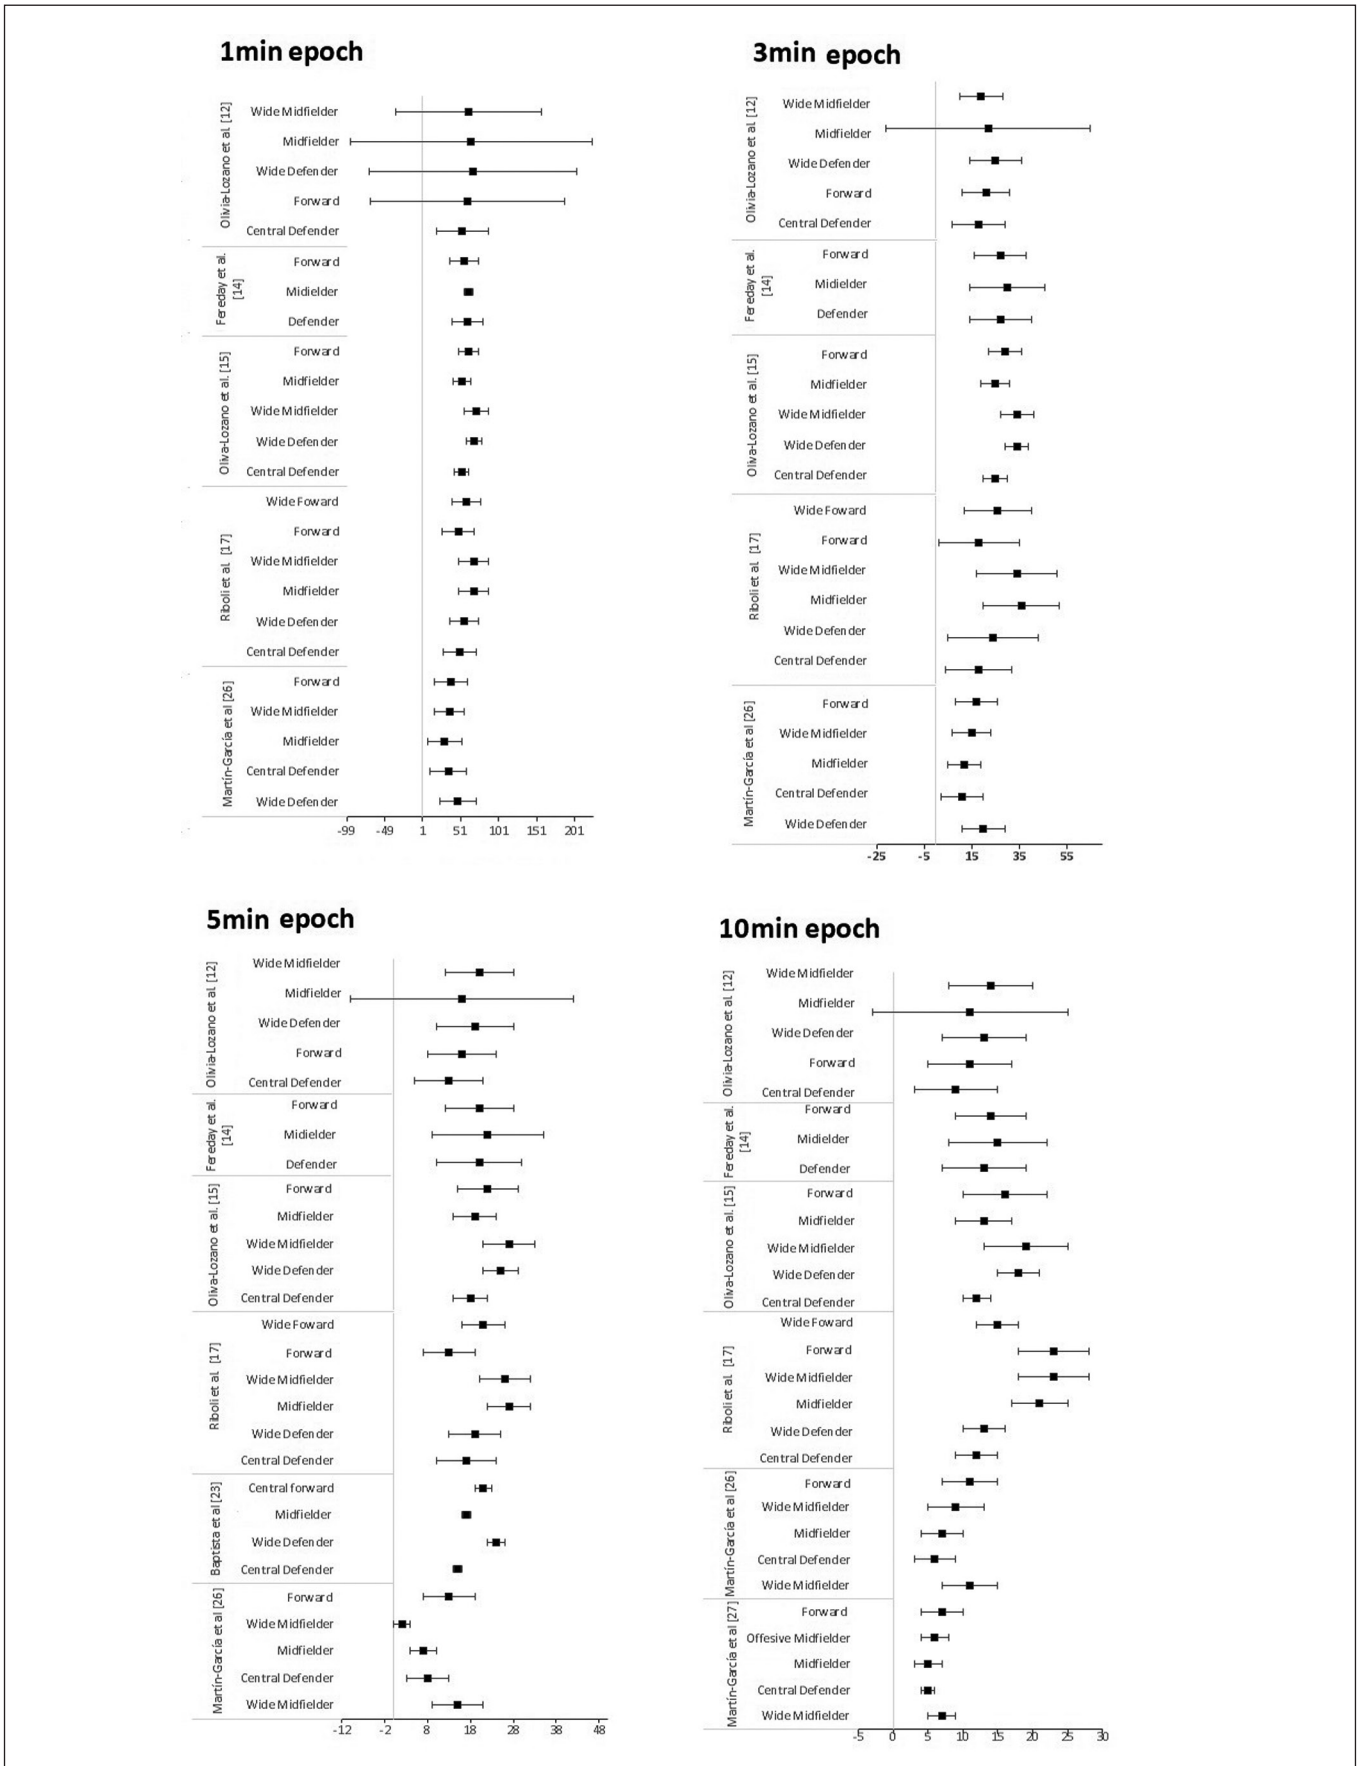 1min epoch
Olivia-Lozano et al. [12]
Wide Midfielder
Midfielder
Wide Defender
Forward
Central Defender
Fereday et al.
[14]
Forward
Midielder
Defender
Oliva-Lozano et al. [15]
Forward
Midfielder
Wide Midfielder
Wide Defender
Central Defender
Riboli et al. [17]
Wide Foward
Forward
Wide Midfielder
Midfielder
Wide Defender
Central Defender
Martín-García et al [26]
Forward
Wide Midfielder
Midfielder
Central Defender
Wide Defender
-99 -49 1 51 101 151 201
3min epoch
Olivia-Lozano et al. [12]
Wide Midfielder
Midfielder
Wide Defender
Forward
Central Defender
Fereday et al.
[14]
Forward
Midielder
Defender
Oliva-Lozano et al. [15]
Forward
Midfielder
Wide Midfielder
Wide Defender
Central Defender
Riboli et al. [17]
Wide Foward
Forward
Wide Midfielder
Midfielder
Wide Defender
Central Defender
Martín-García et al [26]
Forward
Wide Midfielder
Midfielder
Central Defender
Wide Defender
-25 -5 15 35 55
5min epoch
Olivia-Lozano et al. [12]
Wide Midfielder
Midfielder
Wide Defender
Forward
Central Defender
Fereday et al.
[14]
Forward
Midielder
Defender
Oliva-Lozano et al. [15]
Forward
Midfielder
Wide Midfielder
Wide Defender
Central Defender
Riboli et al. [17]
Wide Foward
Forward
Wide Midfielder
Midfielder
Wide Defender
Central Defender
Baptista et al [23]
Central forward
Midfielder
Wide Defender
Central Defender
Martín-García et al [26]
Forward
Wide Midfielder
Midfielder
Central Defender
Wide Midfielder
-12 -2 8 18 28 38 48
10min epoch
Olivia-Lozano et al. [12]
Wide Midfielder
Midfielder
Wide Defender
Forward
Central Defender
Fereday et al.
[14]
Forward
Midielder
Defender
Oliva-Lozano et al. [15]
Forward
Midfielder
Wide Midfielder
Wide Defender
Central Defender
Riboli et al. [17]
Wide Foward
Forward
Wide Midfielder
Midfielder
Wide Defender
Central Defender
Martín-García et al [26]
Forward
Wide Midfielder
Midfielder
Central Defender
Wide Midfielder
Martín-García et al [27]
Forward
Offesive Midfielder
Midfielder
Central Defender
Wide Midfielder
-5 0 5 10 15 20 25 30